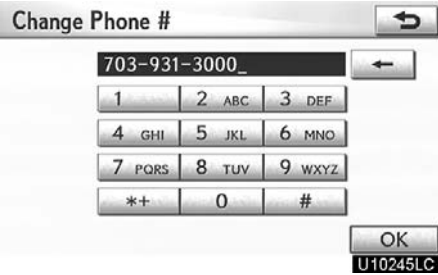 Change Phone #
703-931-3000_
1 2 ABC 3 DEF
4 GHI 5 JKL 6 MNO
7 PQRS 8 TUV 9 WXYZ
*+ 0 #
OK
U10245LC